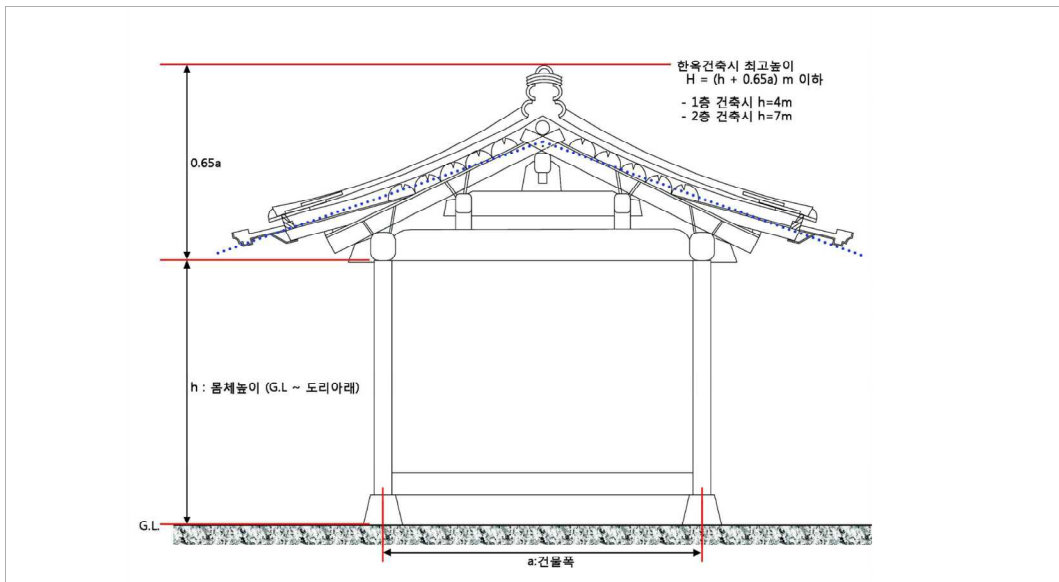 한옥건축시 최고높이
H = (h + 0.65a) m 이하
- 1층 건축시 h=4m
- 2층 건축시 h=7m
0.65a
h : 몸체높이 (G.L ~ 도리아래)
G.L.
a:건물폭